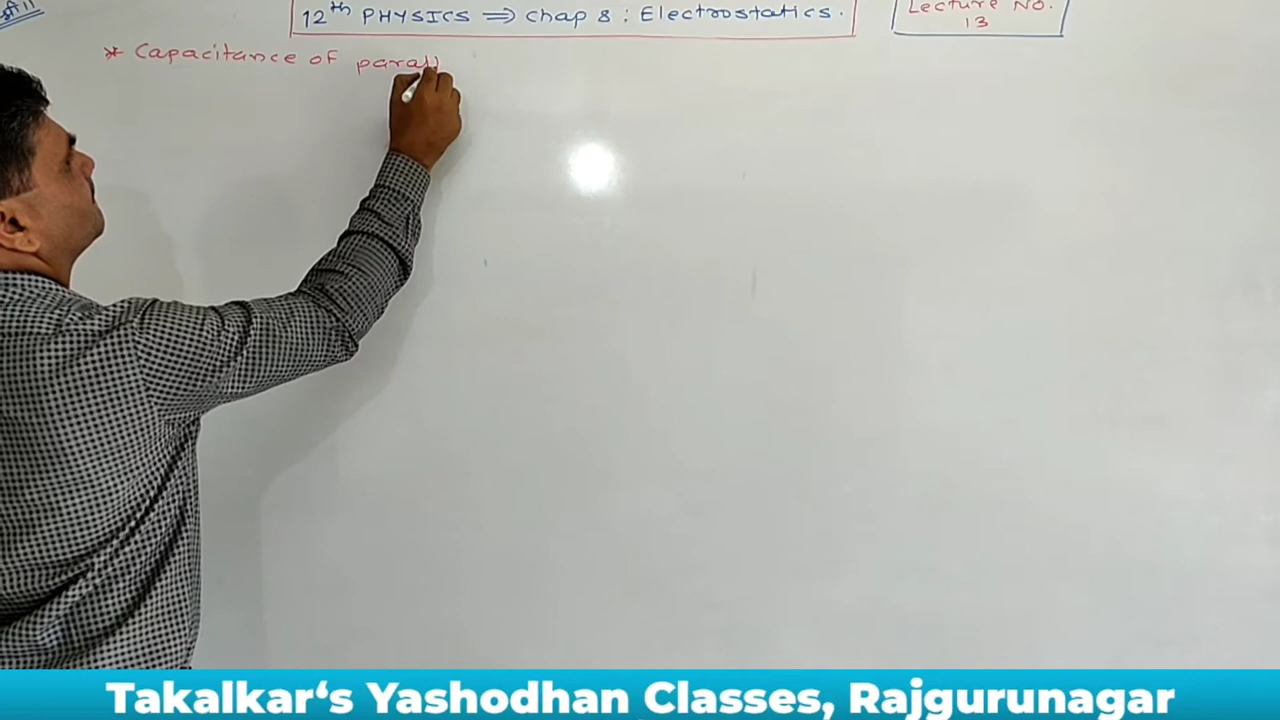 12th PHYSICS ⇒ Chap 8 : Electrostatics.
Lecture No.
13
* Capacitance of parall
Takalkar‘s Yashodhan Classes, Rajgurunagar